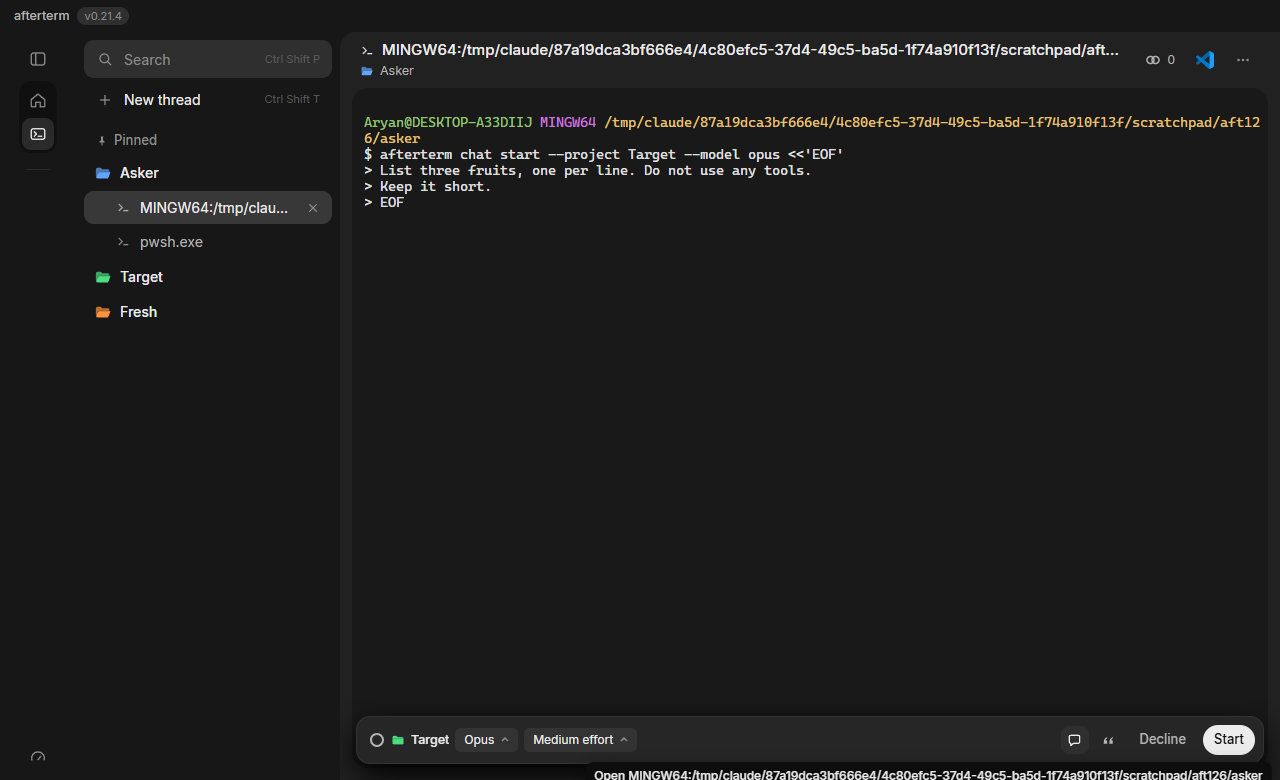 afterterm v0.21.4
Search Ctrl Shift P
New thread Ctrl Shift T
Pinned
Asker
MINGW64:/tmp/clau...
pwsh.exe
Target
Fresh
MINGW64:/tmp/claude/87a19dca3bf666e4/4c80efc5-37d4-49c5-ba5d-1f74a910f13f/scratchpad/aft...
Asker
0
Aryan@DESKTOP-A33DIIJ MINGW64 /tmp/claude/87a19dca3bf666e4/4c80efc5-37d4-49c5-ba5d-1f74a910f13f/scratchpad/aft12
6/asker
$ afterterm chat start --project Target --model opus <<'EOF'
> List three fruits, one per line. Do not use any tools.
> Keep it short.
> EOF
Target Opus Medium effort Decline Start
Open MINGW64:/tmp/claude/87a19dca3bf666e4/4c80efc5-37d4-49c5-ba5d-1f74a910f13f/scratchpad/aft126/asker